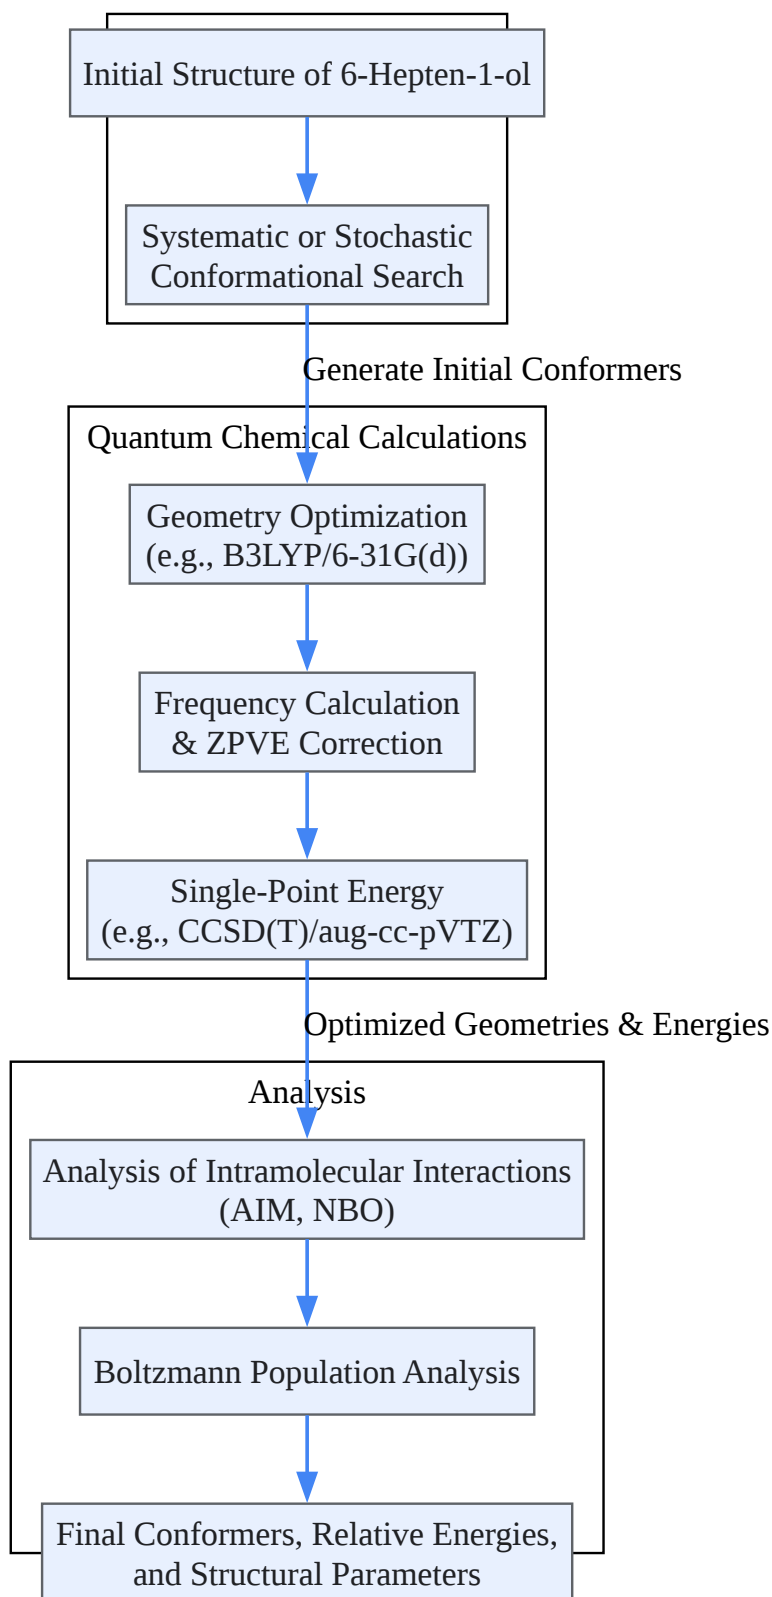 Initial Structure of 6-Hepten-1-ol
Systematic or Stochastic
Conformational Search
Generate Initial Conformers
Quantum Chemical Calculations
Geometry Optimization
(e.g., B3LYP/6-31G(d))
Frequency Calculation
& ZPVE Correction
Single-Point Energy
(e.g., CCSD(T)/aug-cc-pVTZ)
Optimized Geometries & Energies
Analysis
Analysis of Intramolecular Interactions
(AIM, NBO)
Boltzmann Population Analysis
Final Conformers, Relative Energies,
and Structural Parameters